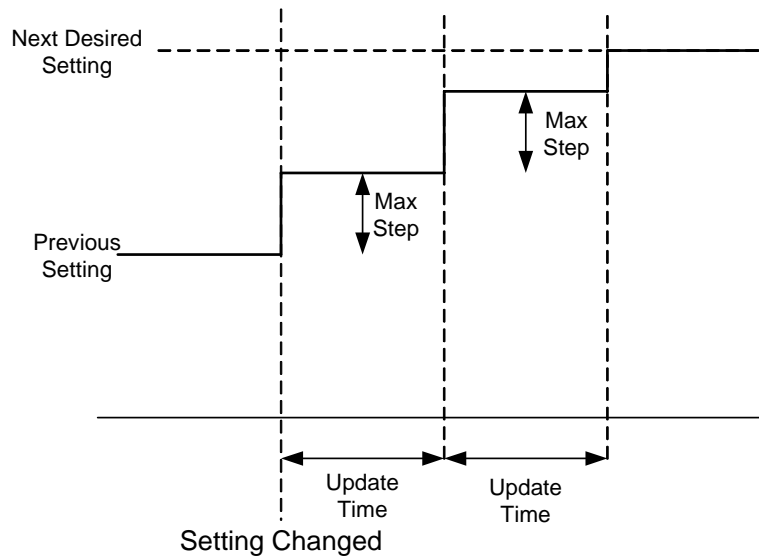 Next Desired
Setting
Max
Step
Max
Step
Previous
Setting
Update
Time
Update
Time
Setting Changed